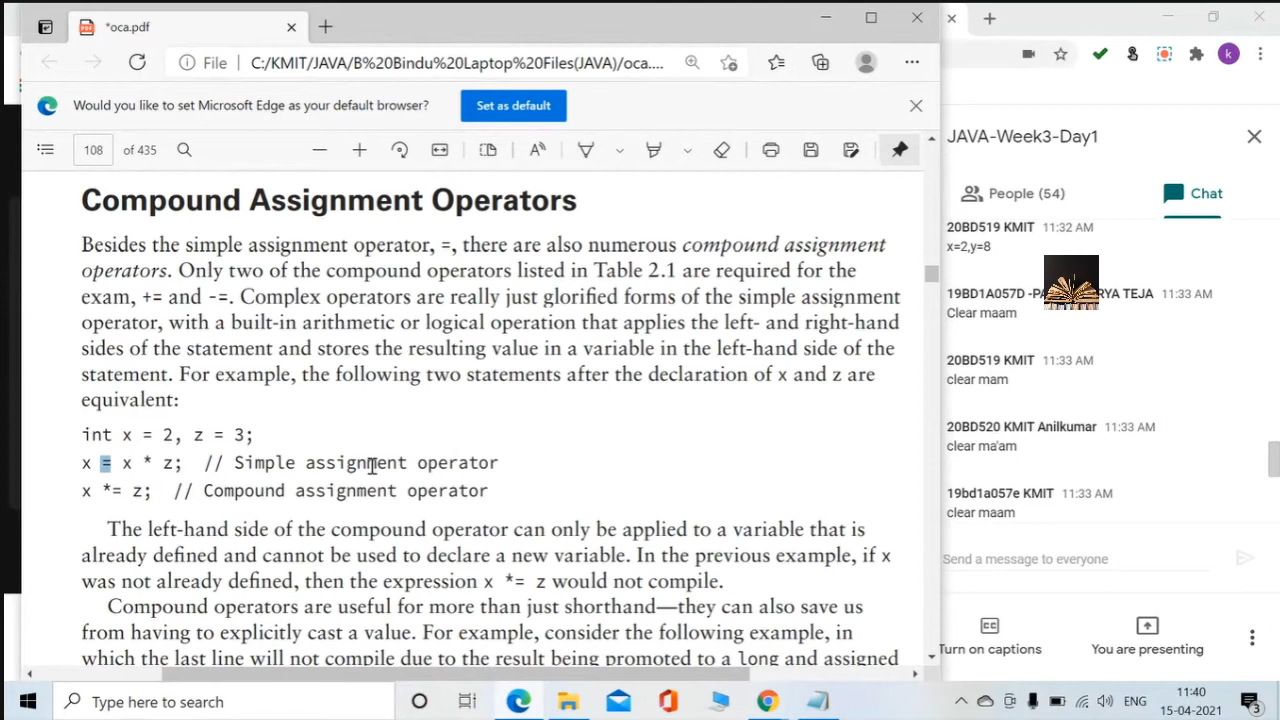 *oca.pdf
File
C:/KMIT/JAVA/B%20Bindu%20Laptop%20Files(JAVA)/oca....
Would you like to set Microsoft Edge as your default browser?
Set as default
108 of 435
Compound Assignment Operators
Besides the simple assignment operator, =, there are also numerous compound assignment
operators. Only two of the compound operators listed in Table 2.1 are required for the
exam, += and -=. Complex operators are really just glorified forms of the simple assignment
operator, with a built-in arithmetic or logical operation that applies the left- and right-hand
sides of the statement and stores the resulting value in a variable in the left-hand side of the
statement. For example, the following two statements after the declaration of x and z are
equivalent:
int x = 2, z = 3;
x = x * z; // Simple assignment operator
x *= z; // Compound assignment operator
The left-hand side of the compound operator can only be applied to a variable that is
already defined and cannot be used to declare a new variable. In the previous example, if x
was not already defined, then the expression x *= z would not compile.
Compound operators are useful for more than just shorthand—they can also save us
from having to explicitly cast a value. For example, consider the following example, in
which the last line will not compile due to the result being promoted to a long and assigned
k
JAVA-Week3-Day1
People (54)
Chat
20BD519 KMIT 11:32 AM
x=2,y=8
19BD1A057D -PA RYA TEJA 11:33 AM
Clear maam
20BD519 KMIT 11:33 AM
clear mam
20BD520 KMIT Anilkumar 11:33 AM
clear ma'am
19bd1a057e KMIT 11:33 AM
clear maam
Send a message to everyone
Turn on captions
You are presenting
Type here to search
ENG
11:40
15-04-2021
3